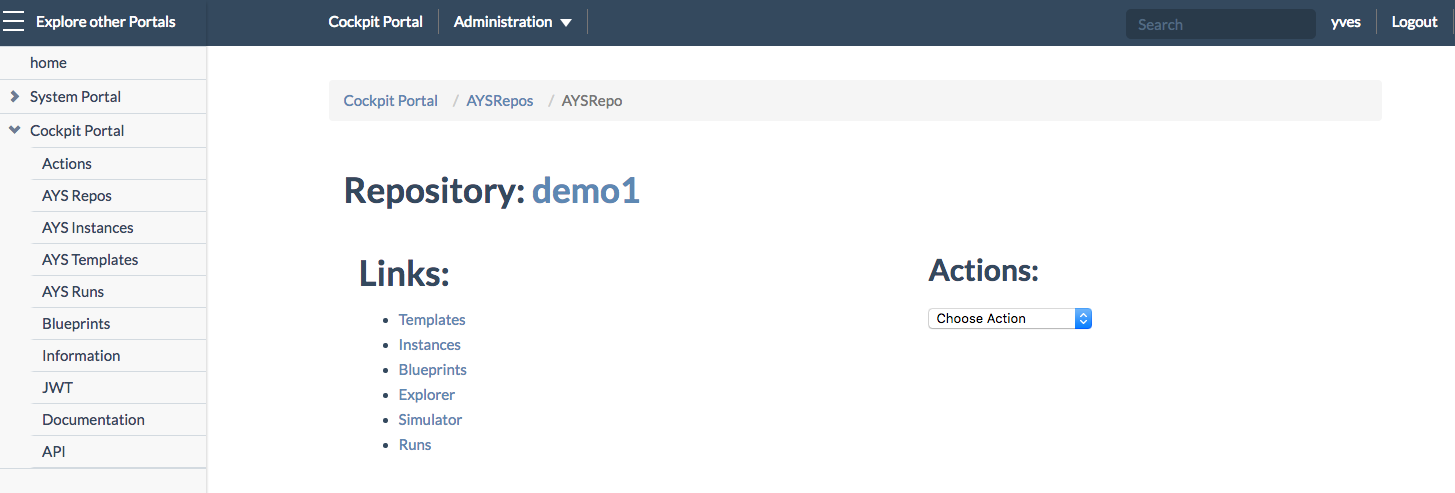 Explore other Portals
Cockpit Portal
Administration
Search
yves
Logout
home
System Portal
Cockpit Portal
Actions
AYS Repos
AYS Instances
AYS Templates
AYS Runs
Blueprints
Information
JWT
Documentation
API
Cockpit Portal / AYSRepos / AYSRepo
Repository: demo1
Links:
Templates
Instances
Blueprints
Explorer
Simulator
Runs
Actions:
Choose Action